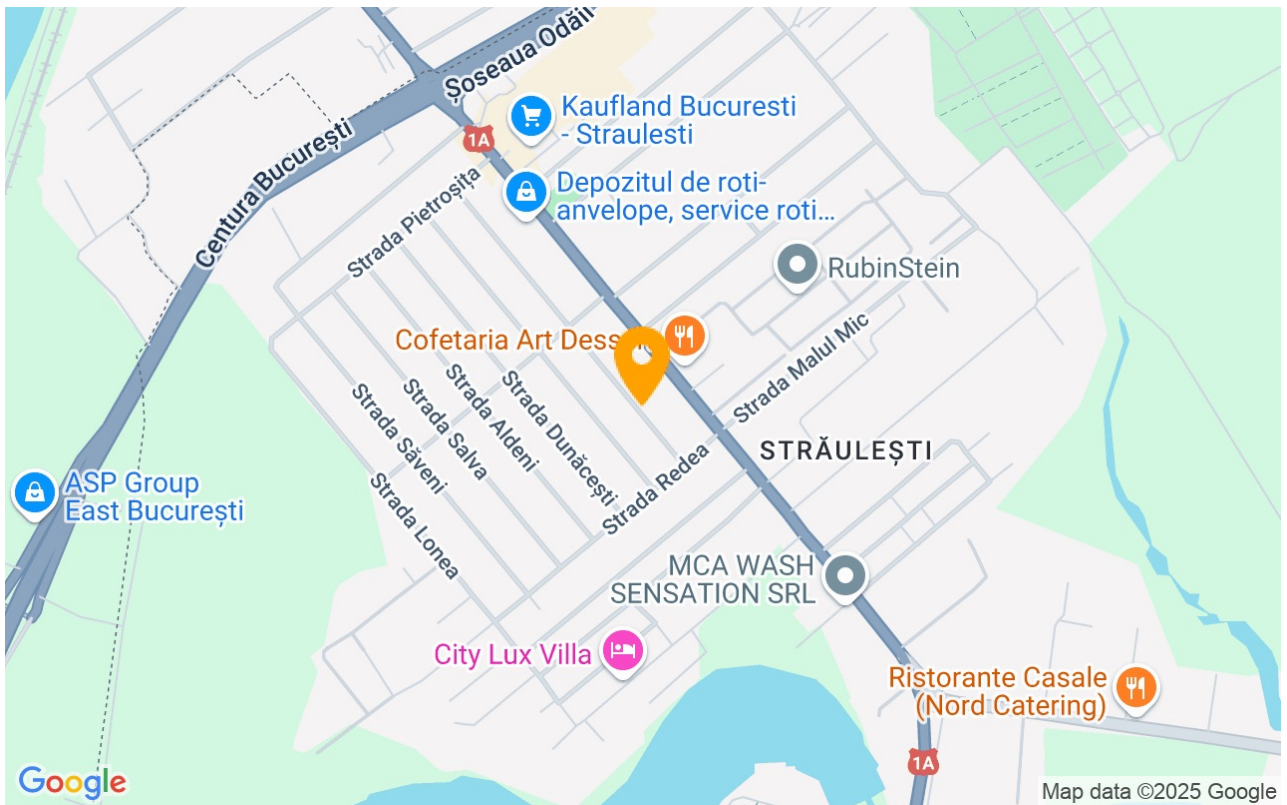 Șoseaua Odăil
Kaufland Bucuresti
- Straulesti
1A
Centura București
Depozitul de roti-
anvelope, service roti...
Strada Pietroșița
RubinStein
Cofetaria Art Dess
Strada Malul Mic
Strada Săveni
Strada Salva
Strada Aldeni
Strada Dunăcești
STRĂULEȘTI
Strada Redea
ASP Group
East București
Strada Lonea
MCA WASH
SENSATION SRL
City Lux Villa
Ristorante Casale
(Nord Catering)
1A
Google
Map data ©2025 Google